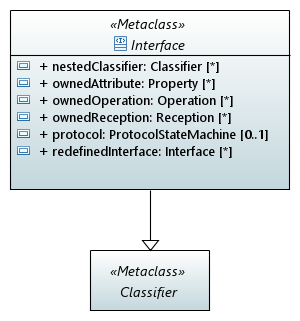 «Metaclass»
Interface
+ nestedClassifier: Classifier [*]
+ ownedAttribute: Property [*]
+ ownedOperation: Operation [*]
+ ownedReception: Reception [*]
+ protocol: ProtocolStateMachine [0..1]
+ redefinedInterface: Interface [*]
«Metaclass»
Classifier